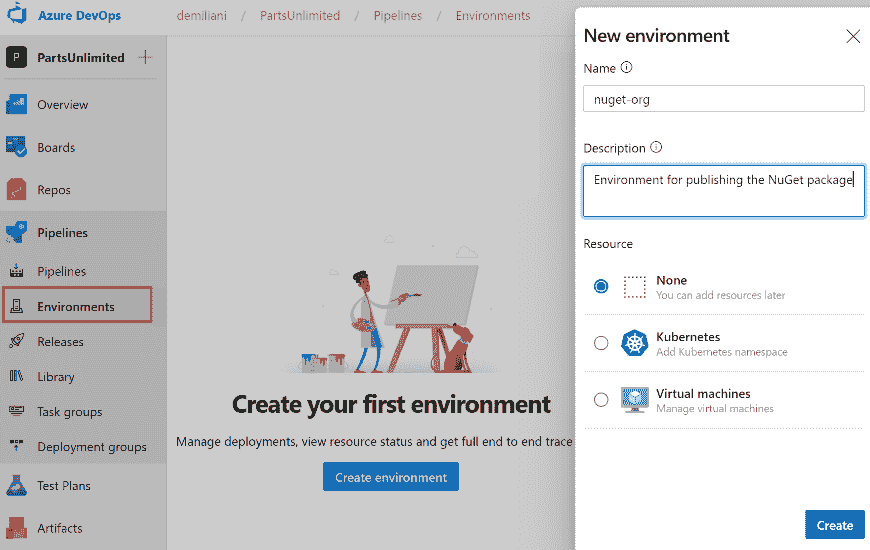 Azure DevOps
demiliani / PartsUnlimited / Pipelines / Environments
P PartsUnlimited
Overview
Boards
Repos
Pipelines
Pipelines
Environments
Releases
Library
Task groups
Deployment groups
Test Plans
Artifacts
Create your first environment
Manage deployments, view resource status and get full end to end trace
Create environment
New environment
Name
nuget-org
Description
Environment for publishing the NuGet package
Resource
None
You can add resources later
Kubernetes
Add Kubernetes namespace
Virtual machines
Manage virtual machines
Create